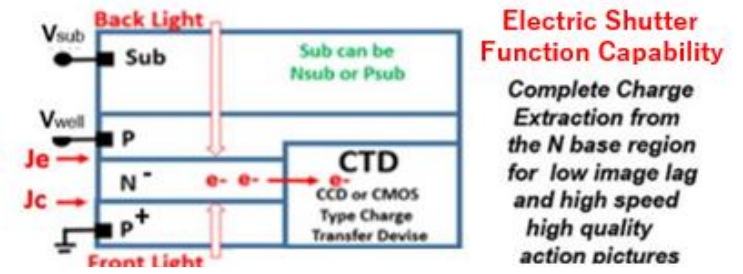 Back Light
Vsub
Sub
Sub can be
Nsub or Psub
Vwell
P
Je
N -
e- e- e-
Jc
P+
Front Light
CTD
CCD or CMOS
Type Charge
Transfer Devise
Electric Shutter
Function Capability
Complete Charge
Extraction from
the N base region
for low image lag
and high speed
high quality
action pictures